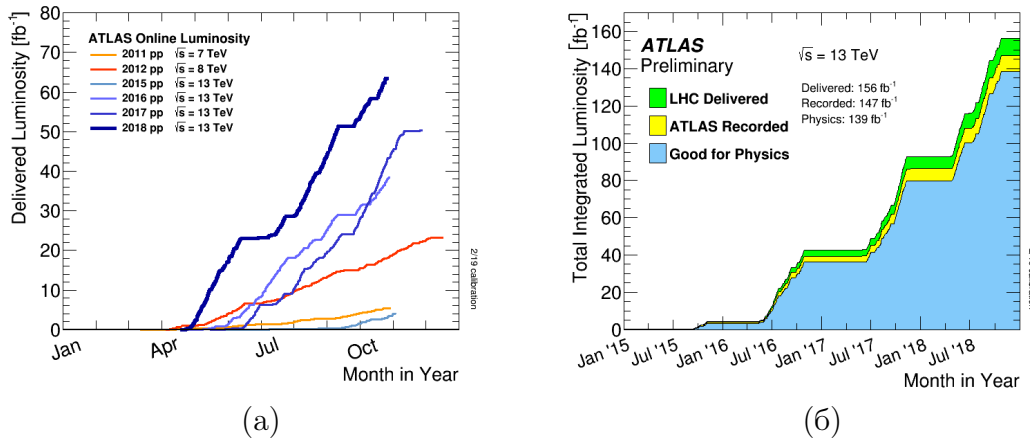 Delivered Luminosity [fb⁻¹]
80
70
60
50
40
30
20
10
0
ATLAS Online Luminosity
2011 pp √s = 7 TeV
2012 pp √s = 8 TeV
2015 pp √s = 13 TeV
2016 pp √s = 13 TeV
2017 pp √s = 13 TeV
2018 pp √s = 13 TeV
2/19 calibration
Jan
Apr
Jul
Oct
Month in Year
(а)
Total Integrated Luminosity [fb⁻¹]
160
140
120
100
80
60
40
20
0
ATLAS
Preliminary
LHC Delivered
ATLAS Recorded
Good for Physics
√s = 13 TeV
Delivered: 156 fb⁻¹
Recorded: 147 fb⁻¹
Physics: 139 fb⁻¹
Jan '15
Jul '15
Jan '16
Jul '16
Jan '17
Jul '17
Jan '18
Jul '18
Month in Year
(б)